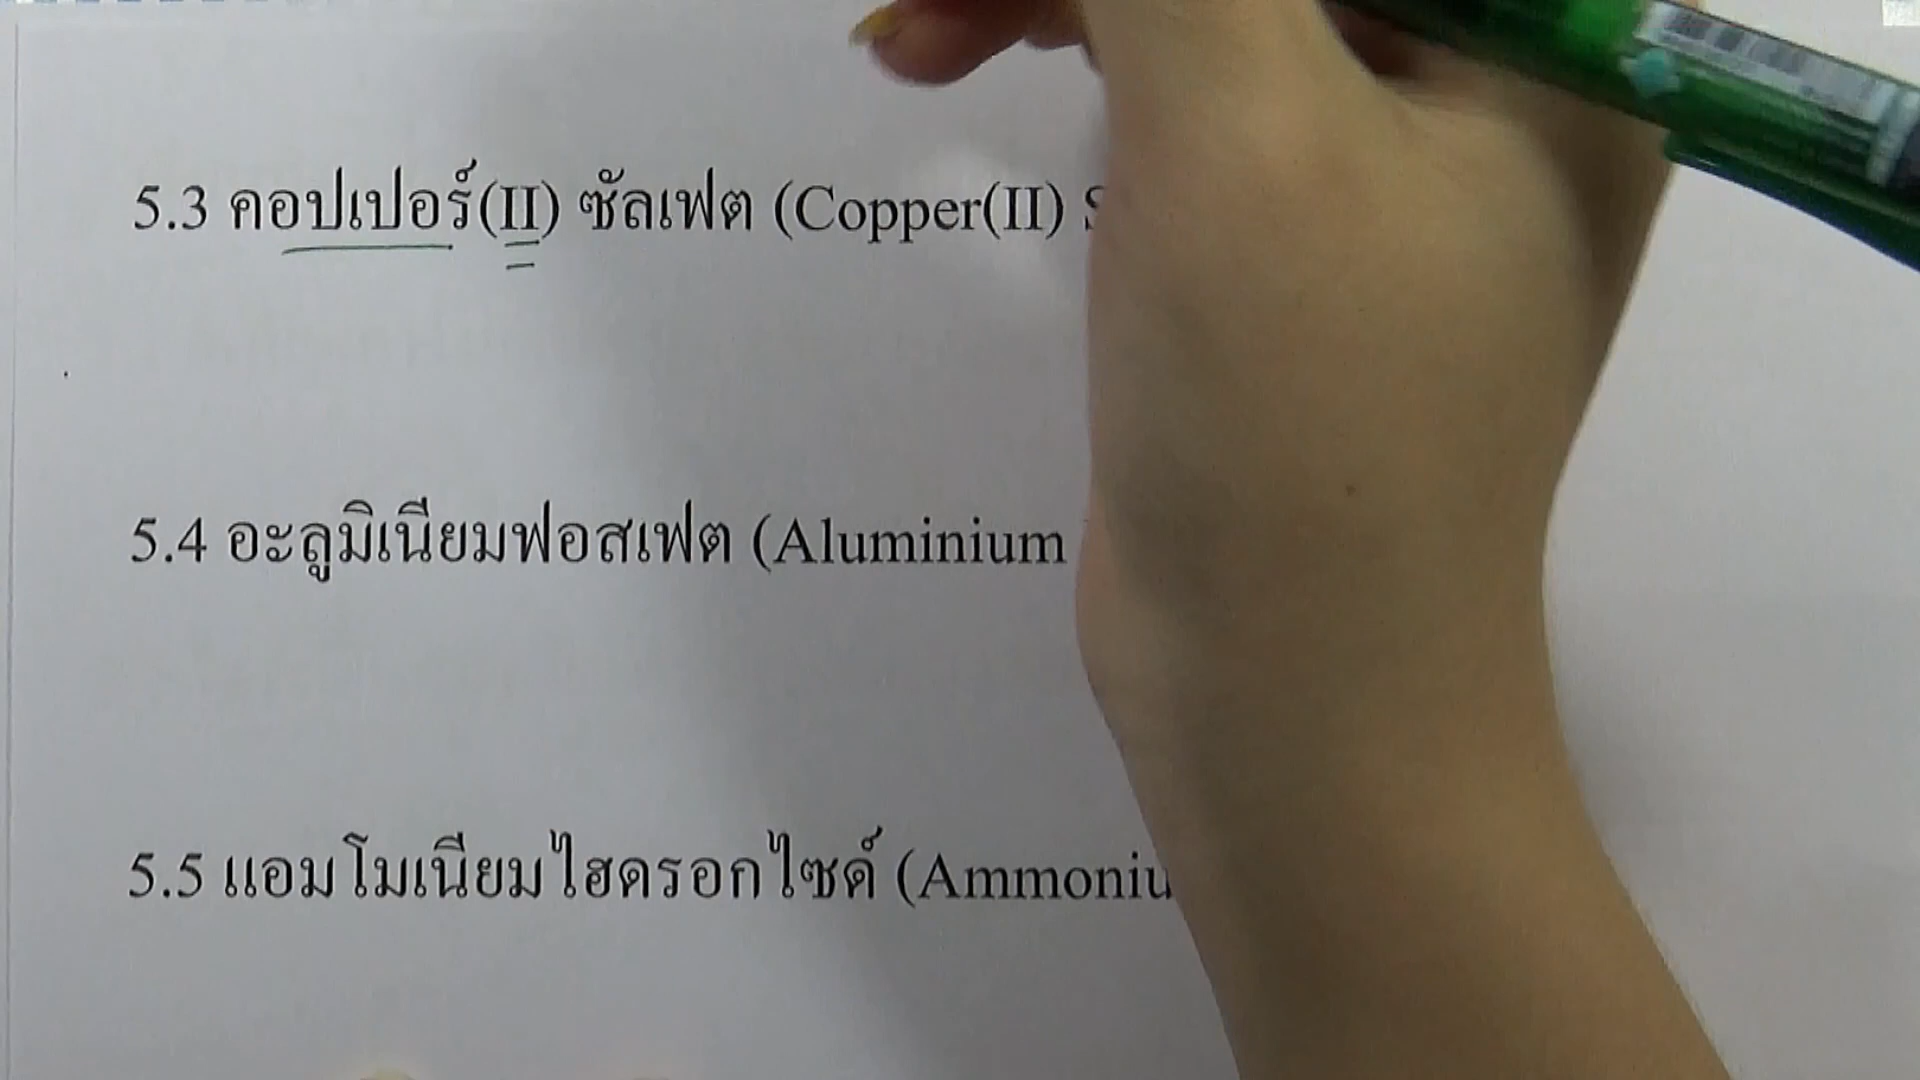 5.3 คอปเปอร์(II) ซัลเฟต (Copper(II)
5.4 อะลูมิเนียมฟอสเฟต (Aluminium
5.5 แอมโมเนียมไฮดรอกไซด์ (Ammoniu